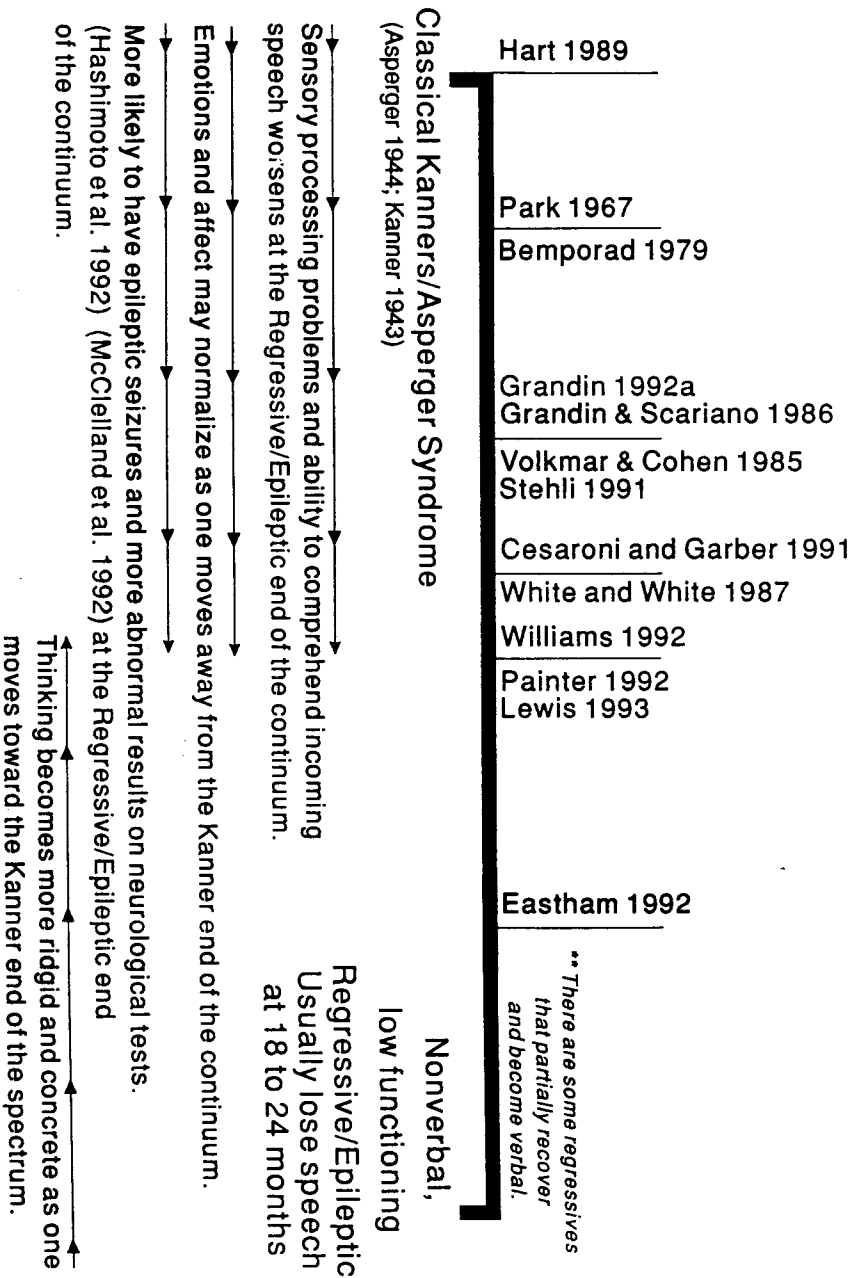 Hart 1989
Park 1967
Bemporad 1979
Grandin 1992a
Grandin & Scariano 1986
Volkmar & Cohen 1985
Stehli 1991
Cesaroni and Garber 1991
White and White 1987
Williams 1992
Painter 1992
Lewis 1993
Eastham 1992
** There are some regressives
that partially recover
and become verbal.
Classical Kanners/Asperger Syndrome
(Asperger 1944; Kanner 1943)
Nonverbal,
low functioning
Regressive/Epileptic
Usually lose speech
at 18 to 24 months
Sensory processing problems and ability to comprehend incoming
speech worsens at the Regressive/Epileptic end of the continuum.
Emotions and affect may normalize as one moves away from the Kanner end of the continuum.
More likely to have epileptic seizures and more abnormal results on neurological tests.
(Hashimoto et al. 1992) (McClelland et al. 1992) at the Regressive/Epileptic end
of the continuum.
Thinking becomes more ridgid and concrete as one
moves toward the Kanner end of the spectrum.